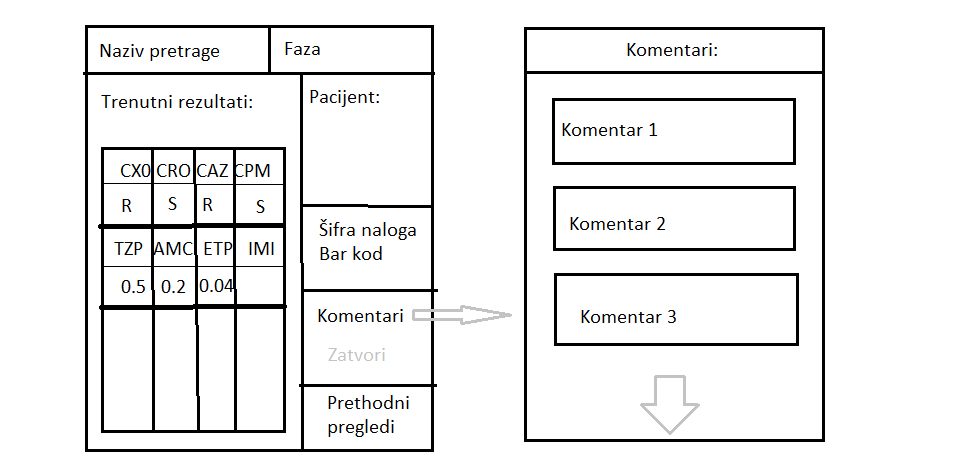 Naziv pretrage
Faza
Trenutni rezultati:
Pacijent:
CX0 CRO CAZ CPM
R S R S
TZP AMC ETP IMI
0.5 0.2 0.04
Šifra naloga
Bar kod
Komentari
Zatvori
Prethodni
pregledi
Komentari:
Komentar 1
Komentar 2
Komentar 3